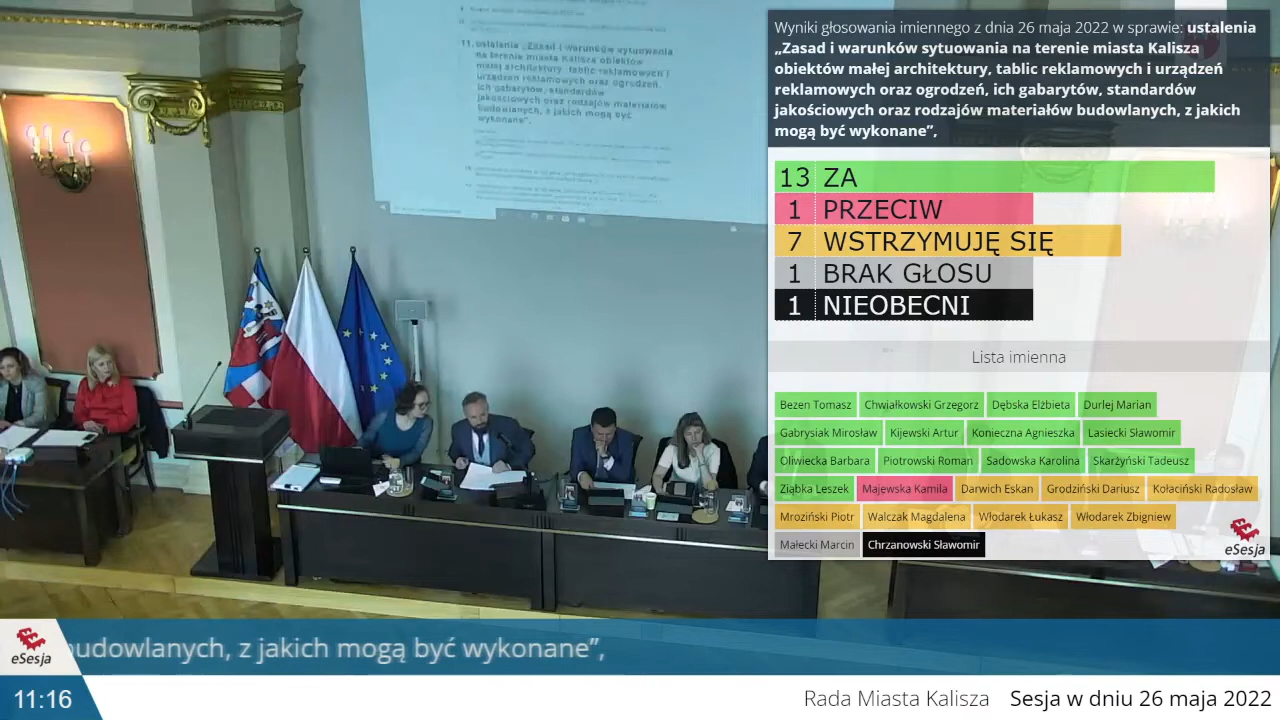 11. ustalenia „Zasad i warunków sytuowania
na terenie miasta Kalisza obiektów
małej architektury, tablic reklamowych i
urządzeń reklamowych oraz ogrodzeń,
ich gabarytów, standardów
jakościowych oraz rodzajów materiałów
budowlanych, z jakich mogą być
wykonane”,
Wyniki głosowania imiennego z dnia 26 maja 2022 w sprawie: ustalenia
„Zasad i warunków sytuowania na terenie miasta Kalisza
obiektów małej architektury, tablic reklamowych i urządzeń
reklamowych oraz ogrodzeń, ich gabarytów, standardów
jakościowych oraz rodzajów materiałów budowlanych, z jakich
mogą być wykonane”,
13 ZA
1 PRZECIW
7 WSTRZYMUJĘ SIĘ
1 BRAK GŁOSU
1 NIEOBECNI
Lista imienna
Bezen Tomasz Chwiałkowski Grzegorz Dębska Elżbieta Durlej Marian
Gabrysiak Mirosław Kijewski Artur Konieczna Agnieszka Lasiecki Sławomir
Oliwiecka Barbara Piotrowski Roman Sadowska Karolina Skarżyński Tadeusz
Ziąbka Leszek Majewska Kamila Darwich Eskan Grodziński Dariusz Kołaciński Radosław
Mroziński Piotr Walczak Magdalena Włodarek Łukasz Włodarek Zbigniew
Małecki Marcin Chrzanowski Sławomir
eSesja
eSesja
budowlanych, z jakich mogą być wykonane”,
11:16
Rada Miasta Kalisza Sesja w dniu 26 maja 2022